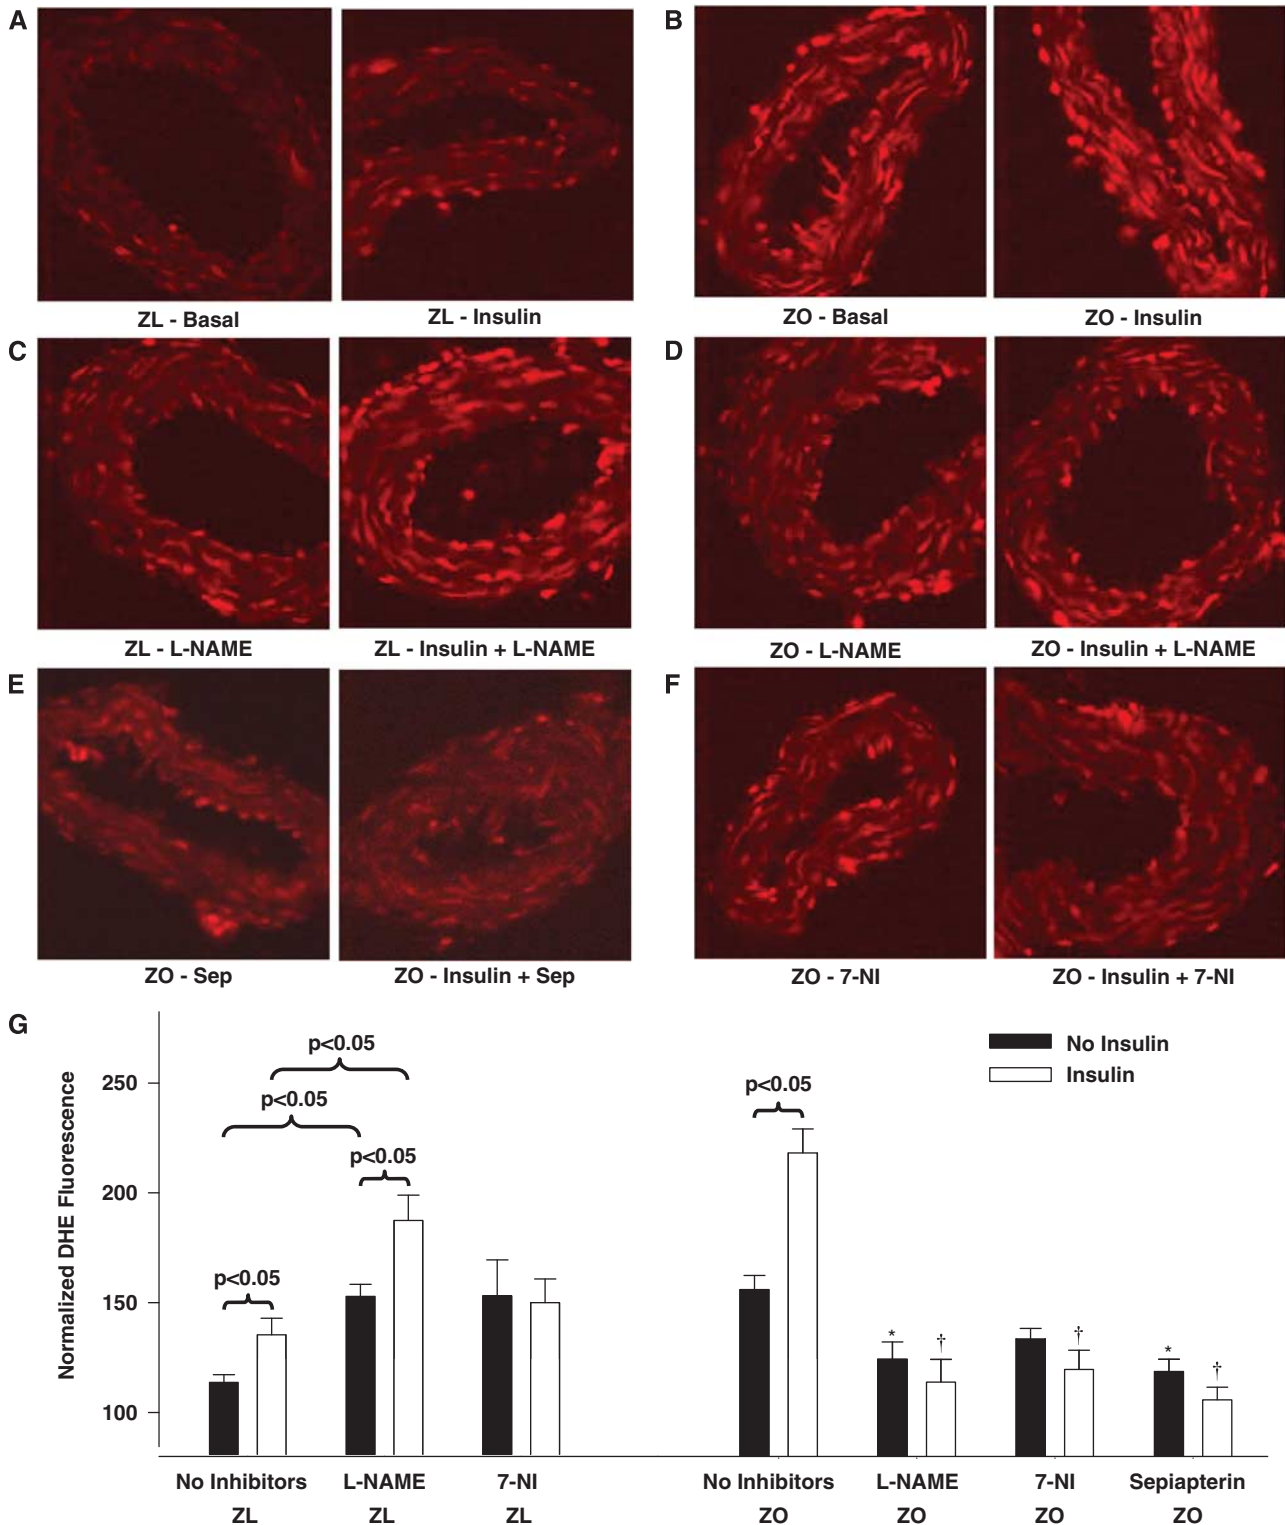 A
B
ZL - Basal
ZL - Insulin
ZO - Basal
ZO - Insulin
C
D
ZL - L-NAME
ZL - Insulin + L-NAME
ZO - L-NAME
ZO - Insulin + L-NAME
E
F
ZO - Sep
ZO - Insulin + Sep
ZO - 7-NI
ZO - Insulin + 7-NI
G
Normalized DHE Fluorescence
250
200
150
100
p<0.05
p<0.05
p<0.05
p<0.05
p<0.05
No Insulin
Insulin
* † † * †
No Inhibitors L-NAME 7-NI No Inhibitors L-NAME 7-NI Sepiapterin
ZL ZL ZL ZO ZO ZO ZO